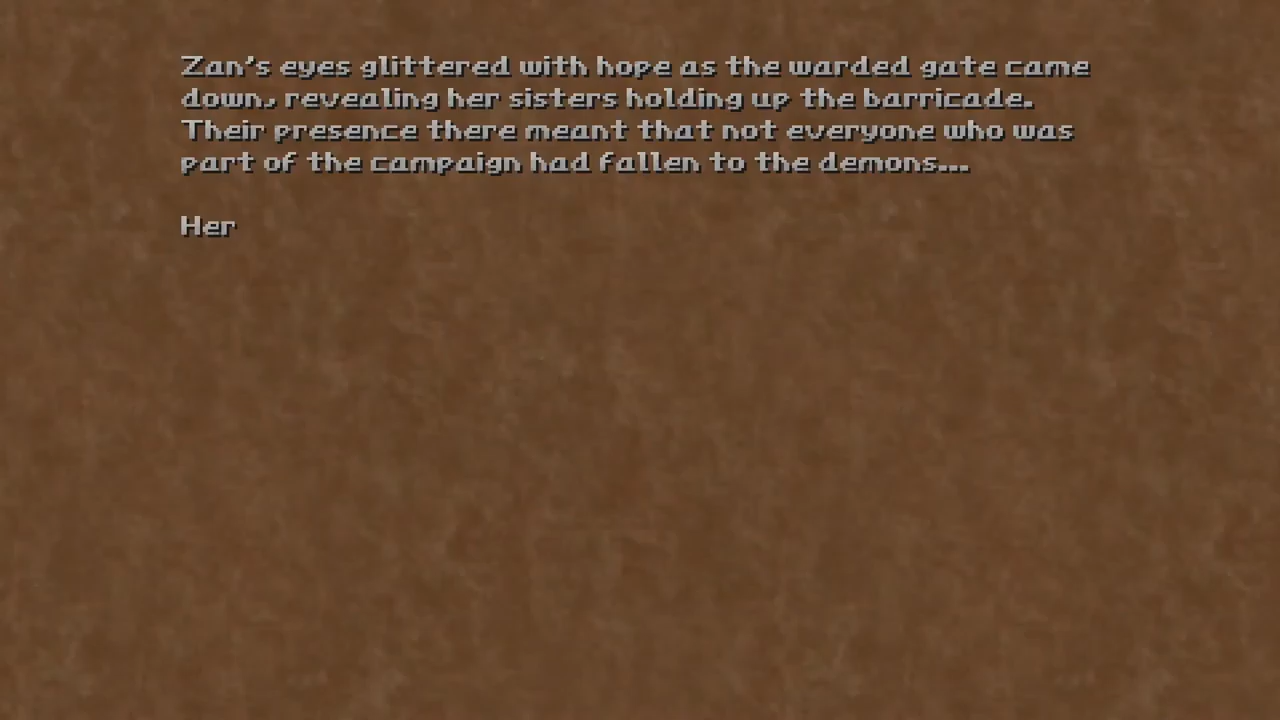 Zan's eyes glittered with hope as the warded gate came
down, revealing her sisters holding up the barricade.
Their presence there meant that not everyone who was
part of the campaign had fallen to the demons...
Her